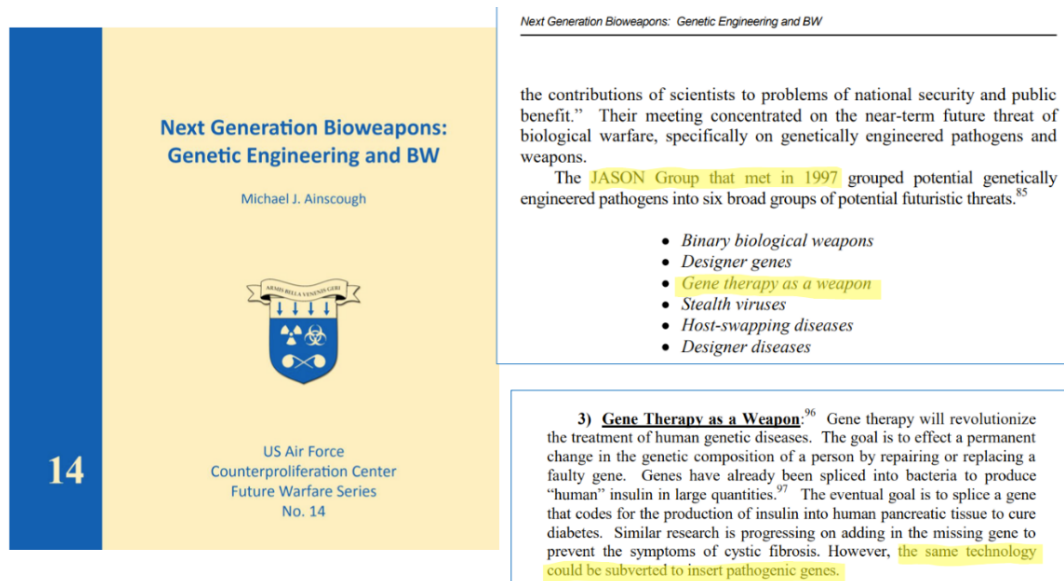 Next Generation Bioweapons:
Genetic Engineering and BW
Michael J. Ainscough
ARMIS BELLA VENENIS GERI
14
US Air Force
Counterproliferation Center
Future Warfare Series
No. 14
Next Generation Bioweapons: Genetic Engineering and BW
the contributions of scientists to problems of national security and public
benefit.” Their meeting concentrated on the near-term future threat of
biological warfare, specifically on genetically engineered pathogens and
weapons.
The JASON Group that met in 1997 grouped potential genetically
engineered pathogens into six broad groups of potential futuristic threats.85
• Binary biological weapons
• Designer genes
• Gene therapy as a weapon
• Stealth viruses
• Host-swapping diseases
• Designer diseases
3) Gene Therapy as a Weapon:96 Gene therapy will revolutionize
the treatment of human genetic diseases. The goal is to effect a permanent
change in the genetic composition of a person by repairing or replacing a
faulty gene. Genes have already been spliced into bacteria to produce
“human” insulin in large quantities.97 The eventual goal is to splice a gene
that codes for the production of insulin into human pancreatic tissue to cure
diabetes. Similar research is progressing on adding in the missing gene to
prevent the symptoms of cystic fibrosis. However, the same technology
could be subverted to insert pathogenic genes.